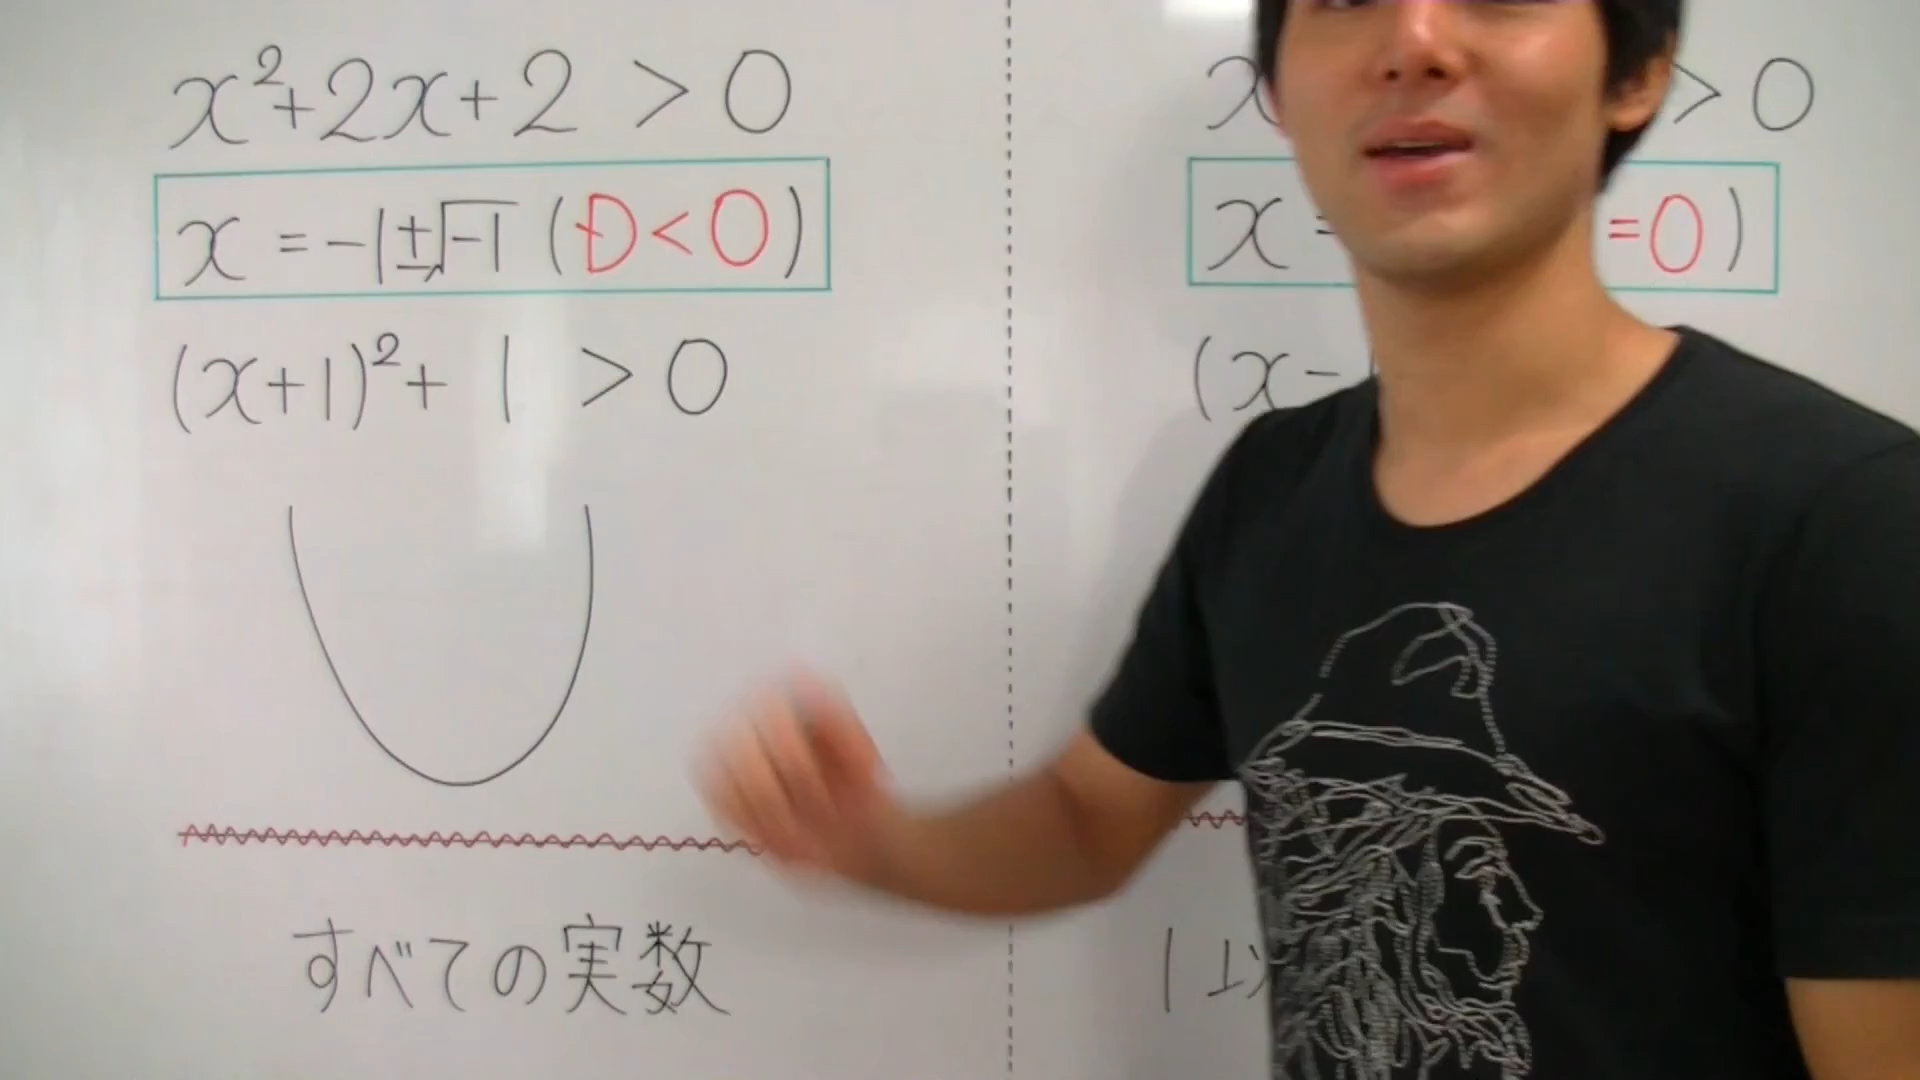 x²+2x+2 > 0
x = -1±√-1 (D<0)
(x+1)²+ 1 > 0
すべての実数
x > 0
x = =0)
(x-
1 以